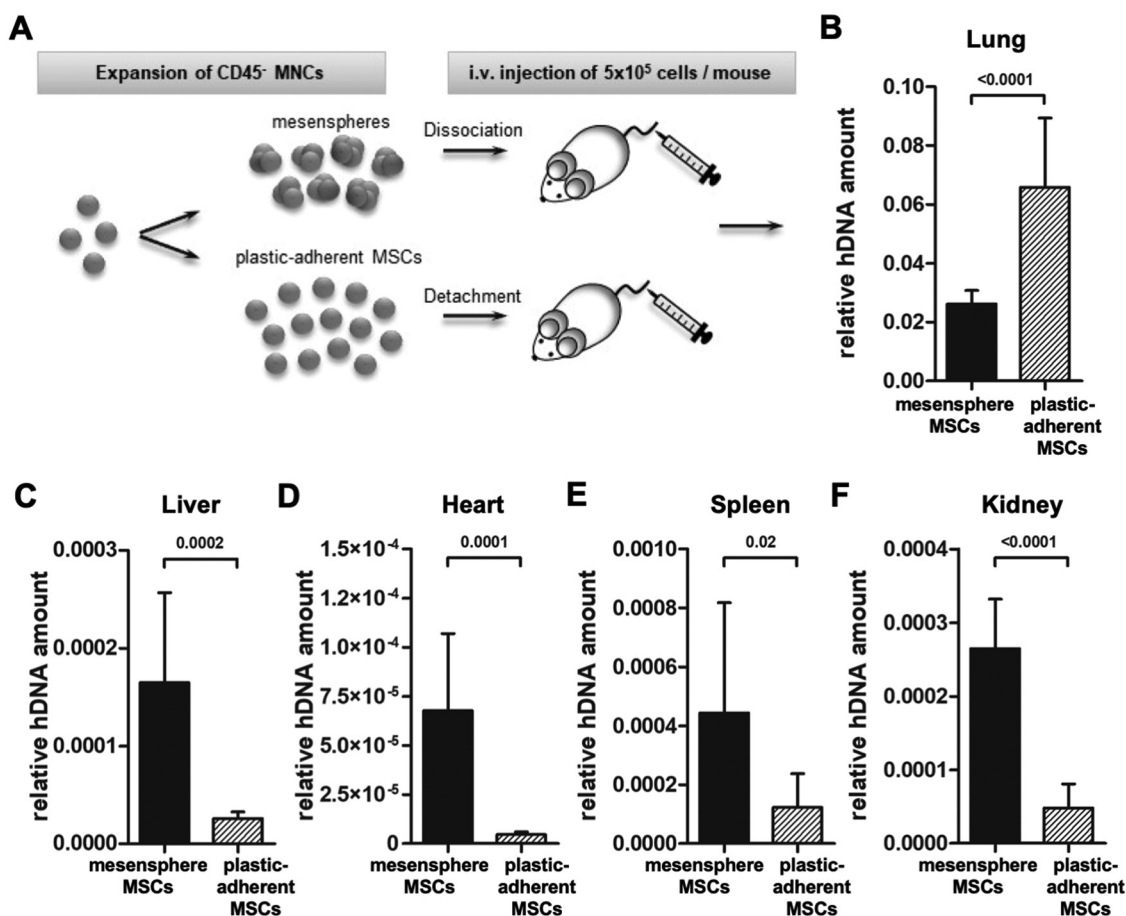 A
Expansion of CD45⁻ MNCs
i.v. injection of 5x10⁵ cells / mouse
mesenspheres
Dissociation
plastic-adherent MSCs
Detachment
B
Lung
<0.0001
relative hDNA amount
0.10
0.08
0.06
0.04
0.02
0.00
mesensphere
MSCs
plastic-
adherent
MSCs
C
Liver
0.0002
relative hDNA amount
0.0003
0.0002
0.0001
0.0000
mesensphere
MSCs
plastic-
adherent
MSCs
D
Heart
0.0001
relative hDNA amount
1.5×10⁻⁴
1.2×10⁻⁴
1.0×10⁻⁴
7.5×10⁻⁵
5.0×10⁻⁵
2.5×10⁻⁵
0
mesensphere
MSCs
plastic-
adherent
MSCs
E
Spleen
0.02
relative hDNA amount
0.0010
0.0008
0.0006
0.0004
0.0002
0.0000
mesensphere
MSCs
plastic-
adherent
MSCs
F
Kidney
<0.0001
relative hDNA amount
0.0004
0.0003
0.0002
0.0001
0.0000
mesensphere
MSCs
plastic-
adherent
MSCs